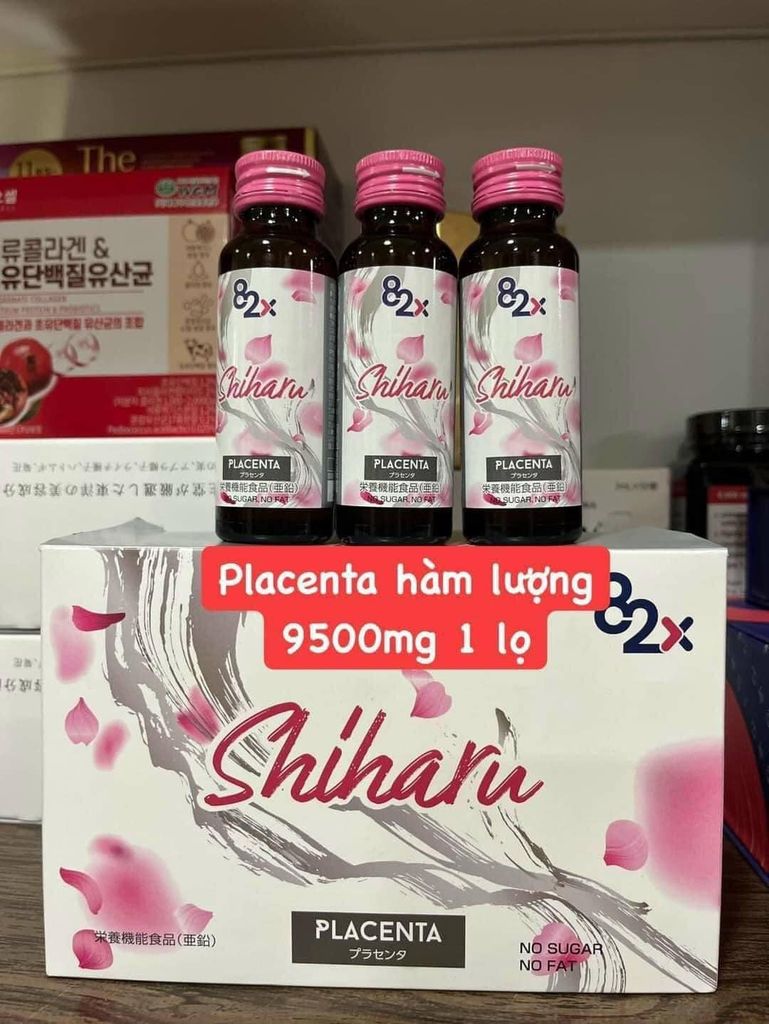 The
류콜라겐 &
유단백질유산균
82x
Shiharu
PLACENTA
プラセンタ
栄養機能食品(亜鉛)
NO SUGAR, NO FAT
82x
Shiharu
PLACENTA
プラセンタ
栄養機能食品(亜鉛)
NO SUGAR, NO FAT
82x
Shiharu
PLACENTA
プラセンタ
栄養機能食品(亜鉛)
NO SUGAR, NO FAT
Placenta hàm lượng
9500mg 1 lọ
82x
Shiharu
PLACENTA
プラセンタ
栄養機能食品(亜鉛)
NO SUGAR
NO FAT